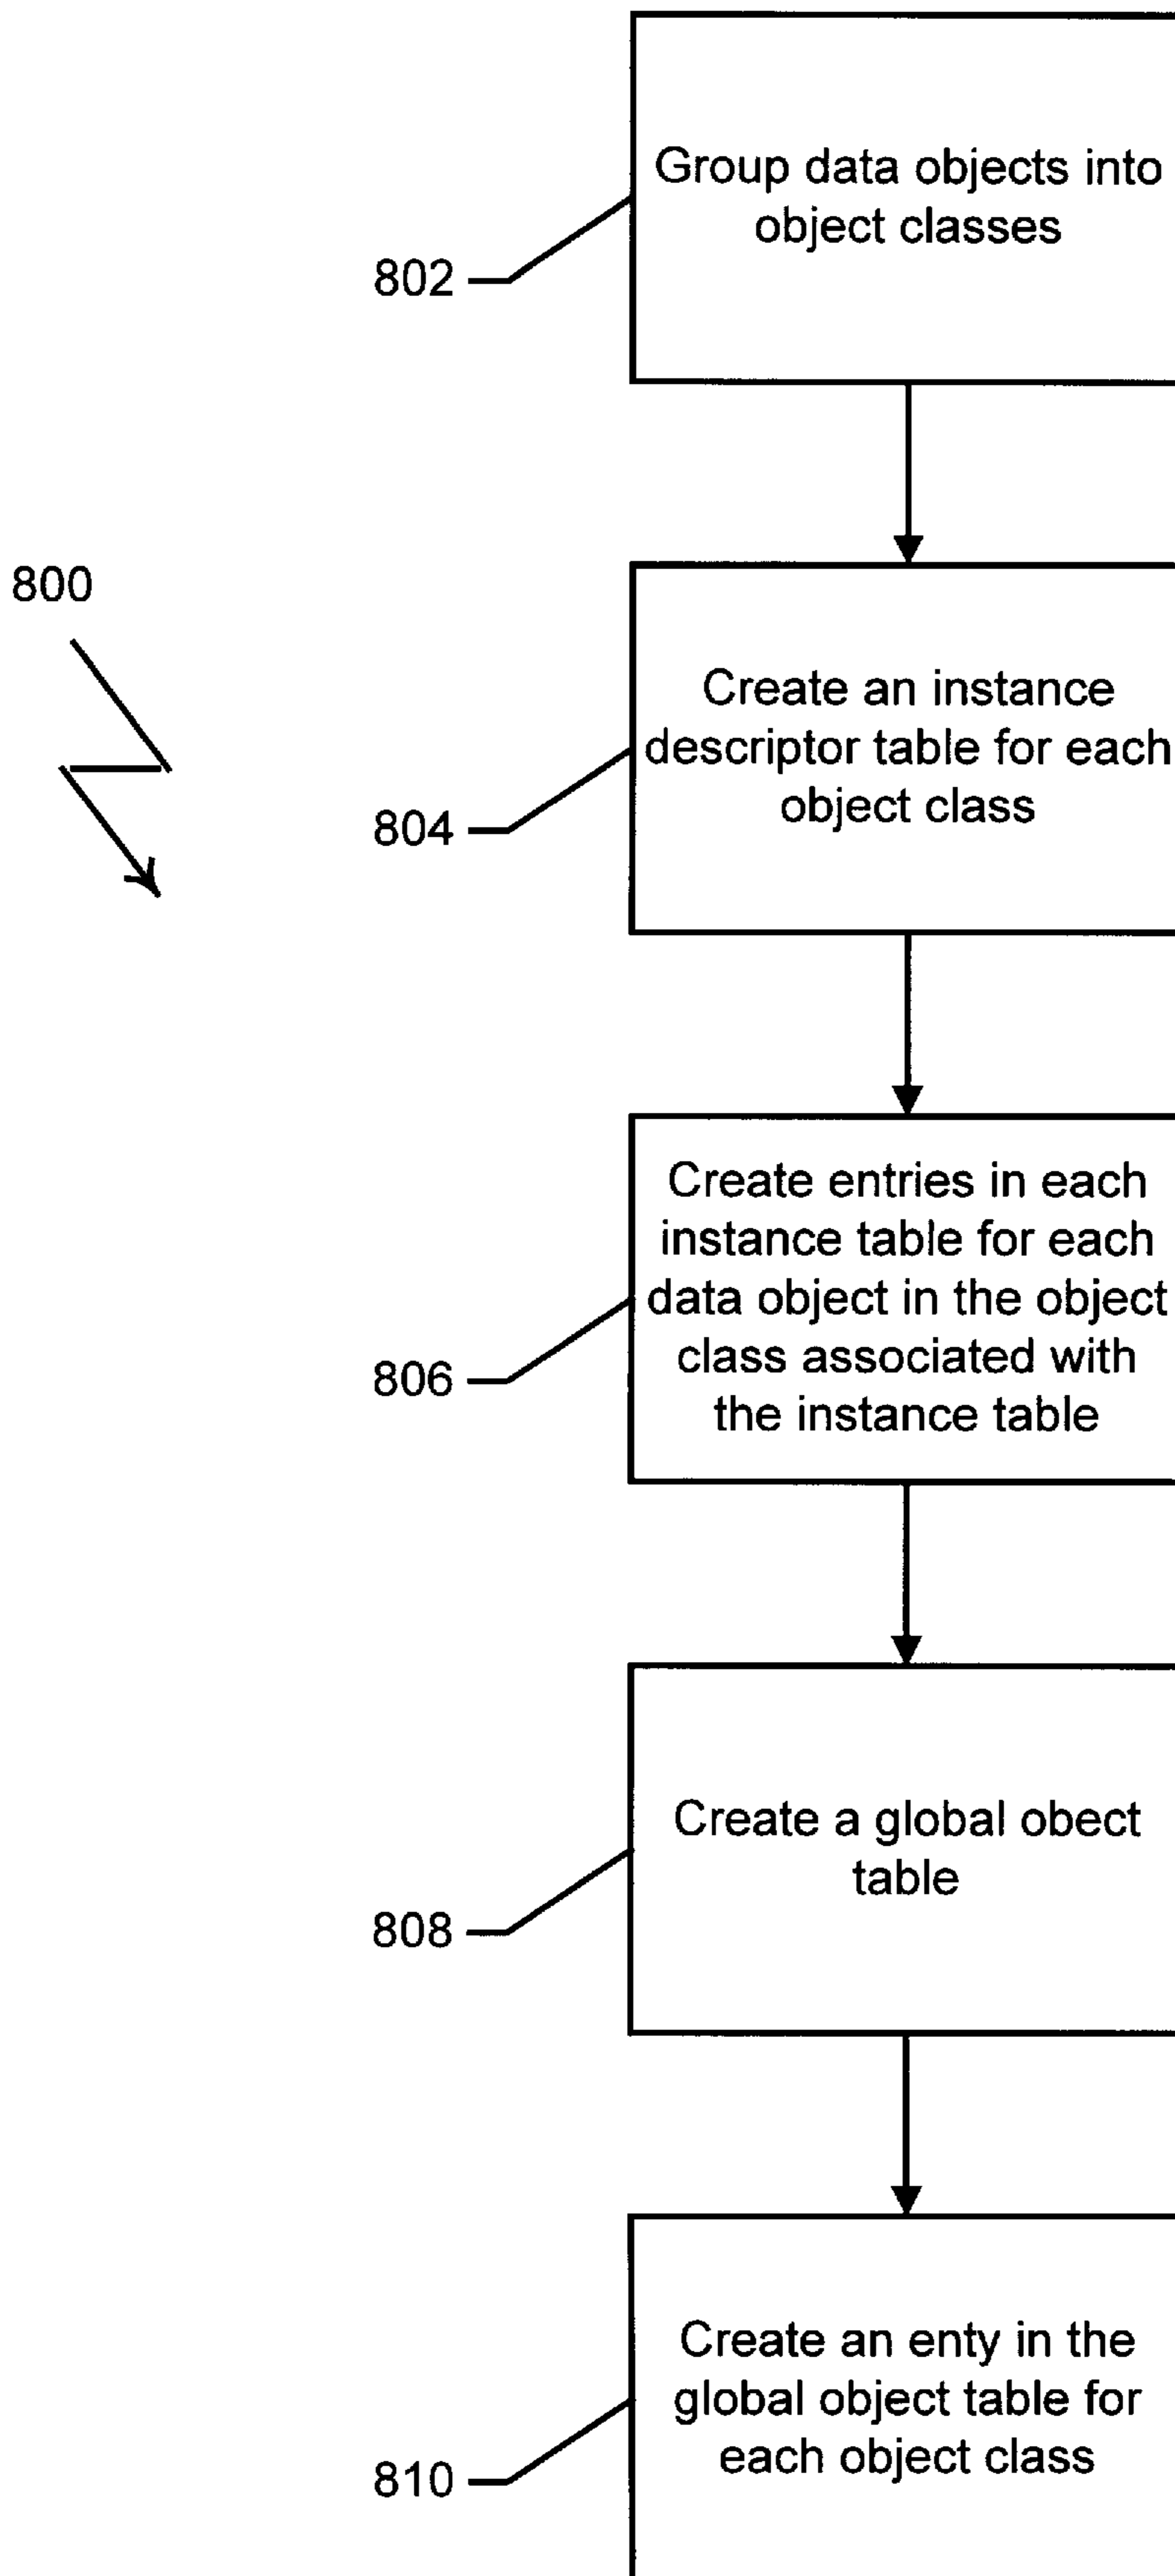 Group data objects into
object classes
802
800
Create an instance
descriptor table for each
object class
804
Create entries in each
instance table for each
data object in the object
class associated with
the instance table
806
Create a global obect
table
808
Create an enty in the
global object table for
each object class
810